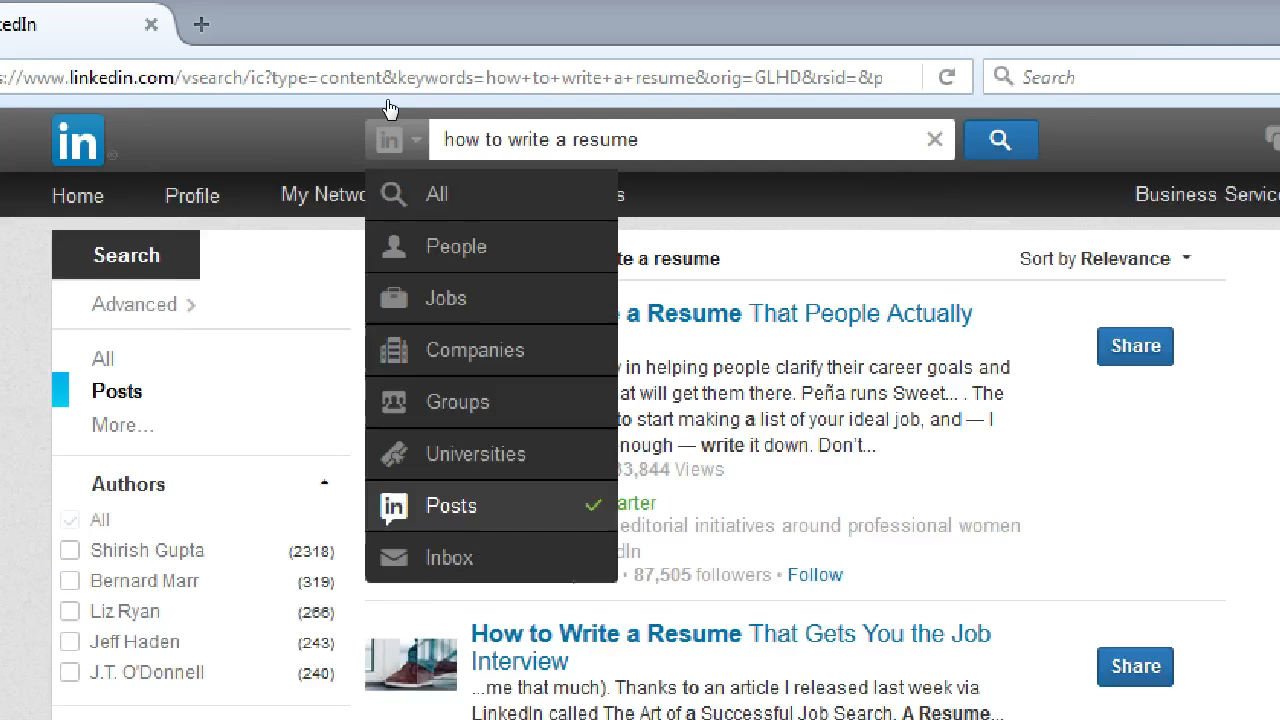 edIn
s://www.linkedin.com/vsearch/ic?type=content&keywords=how+to+write+a+resume&orig=GLHD&rsid=&t̶p
Search
in
in
how to write a resume
Home
Profile
My Netwo
s
Business Servic
All
People
Jobs
Companies
Groups
Universities
in
Posts
Inbox
Search
Advanced
All
Posts
More...
Authors
All
Shirish Gupta (2318)
Bernard Marr (319)
Liz Ryan (266)
Jeff Haden (243)
J.T. O'Donnell (240)
te a resume
Sort by Relevance
e a Resume That People Actually
Share
y in helping people clarify their career goals and
at will get them there. Peña runs Sweet... . The
to start making a list of your ideal job, and — I
enough — write it down. Don't...
33,844 Views
arter
editorial initiatives around professional women
dIn
• 87,505 followers • Follow
How to Write a Resume That Gets You the Job
Interview
Share
...me that much). Thanks to an article I released last week via
LinkedIn called The Art of a Successful Job Search. A Resume...